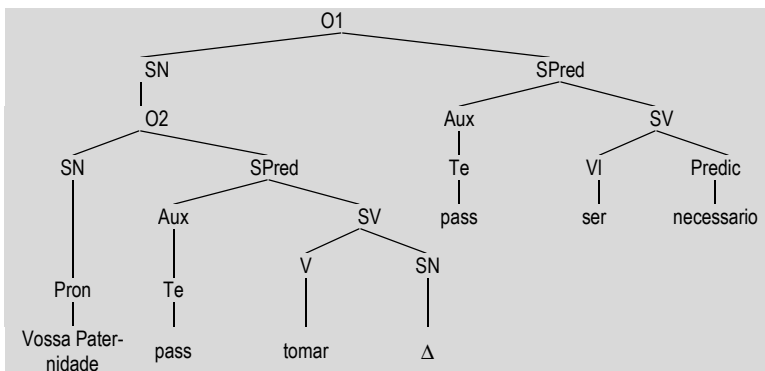 O1
SN SPred
O2 Aux SV
SN SPred Te Vl Predic
Aux SV pass ser necessario
V SN
Pron Te
Vossa Pater-
nidade pass tomar Δ